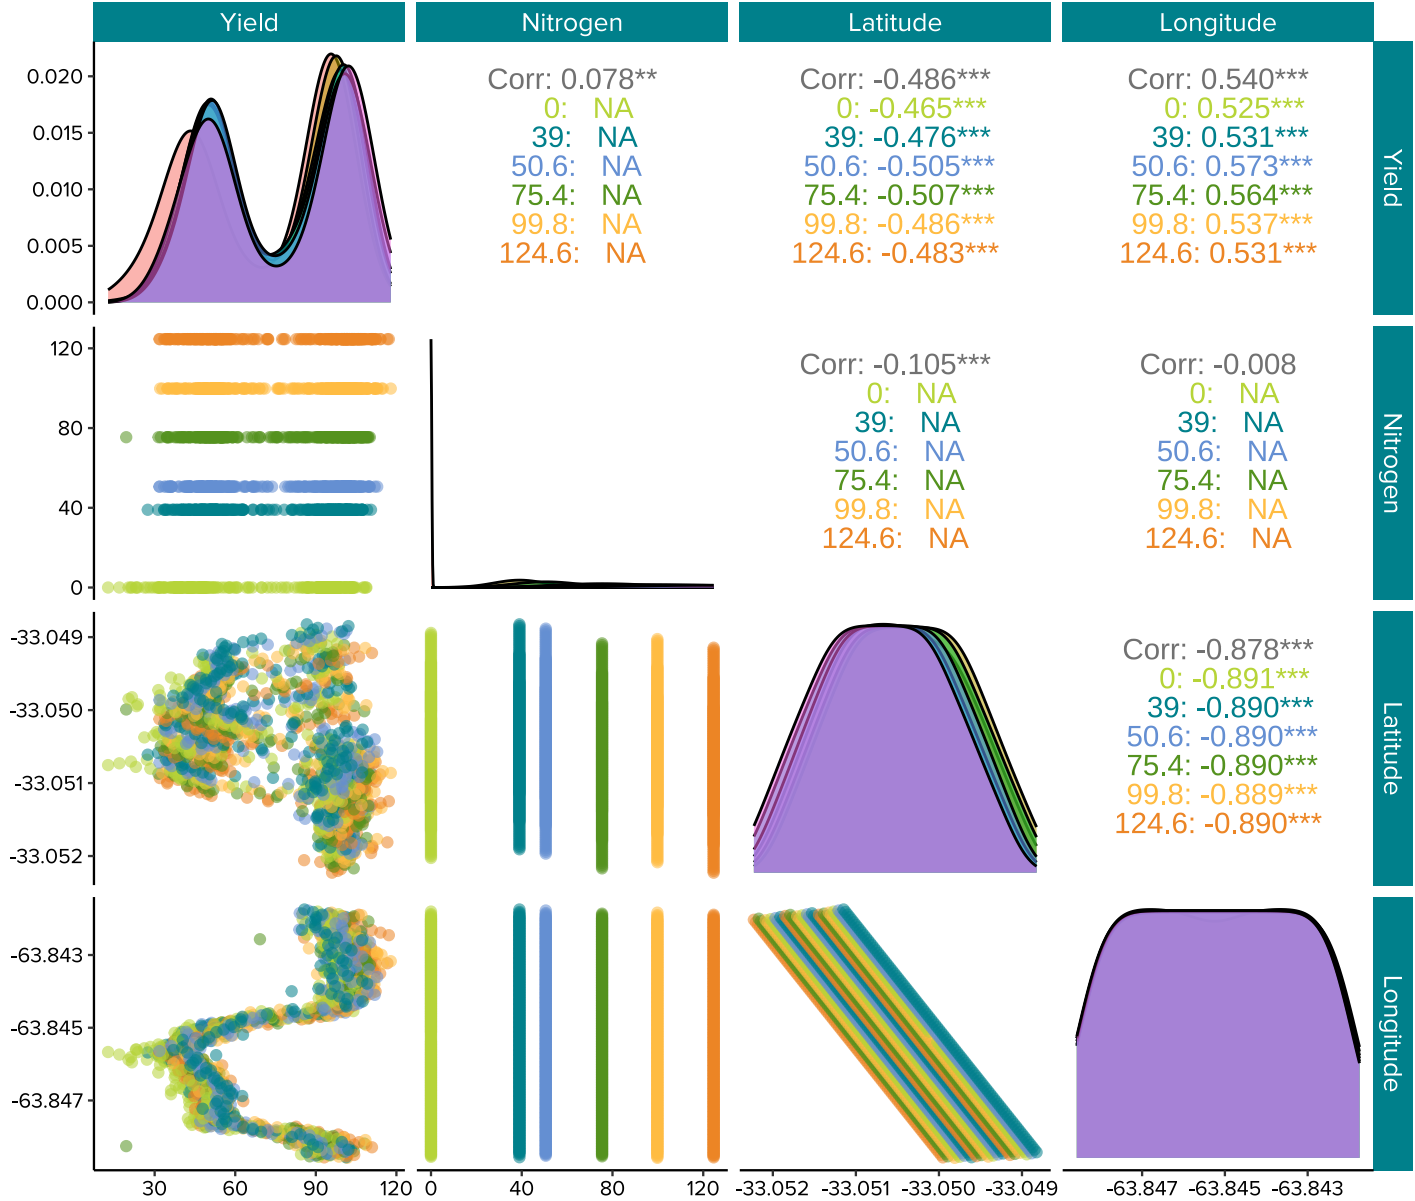 Yield Nitrogen Latitude Longitude
0.020
0.015
0.010
0.005
0.000
Corr: 0.078**
0: NA
39: NA
50.6: NA
75.4: NA
99.8: NA
124.6: NA
Corr: -0.486***
0: -0.465***
39: -0.476***
50.6: -0.505***
75.4: -0.507***
99.8: -0.486***
124.6: -0.483***
Corr: 0.540***
0: 0.525***
39: 0.531***
50.6: 0.573***
75.4: 0.564***
99.8: 0.537***
124.6: 0.531***
Yield
120
80
40
0
Corr: -0.105***
0: NA
39: NA
50.6: NA
75.4: NA
99.8: NA
124.6: NA
Corr: -0.008
0: NA
39: NA
50.6: NA
75.4: NA
99.8: NA
124.6: NA
Nitrogen
-33.049
-33.050
-33.051
-33.052
Corr: -0.878***
0: -0.891***
39: -0.890***
50.6: -0.890***
75.4: -0.890***
99.8: -0.889***
124.6: -0.890***
Latitude
-63.843
-63.845
-63.847
Longitude
30 60 90 120 0 40 80 120 -33.052 -33.051 -33.050 -33.049 -63.847 -63.845 -63.843